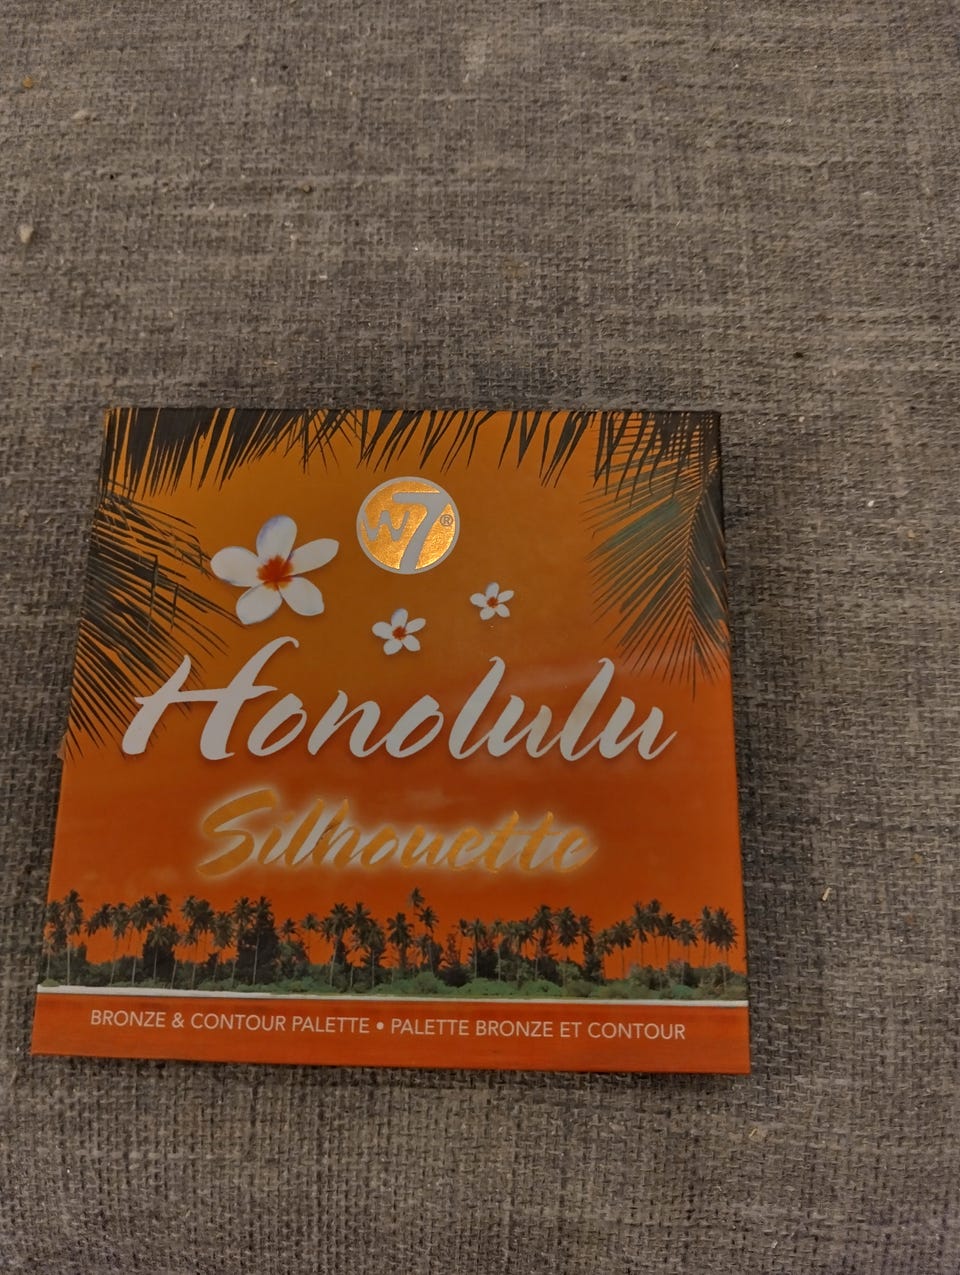 W7®
Honolulu
Silhouette
BRONZE & CONTOUR PALETTE • PALETTE BRONZE ET CONTOUR